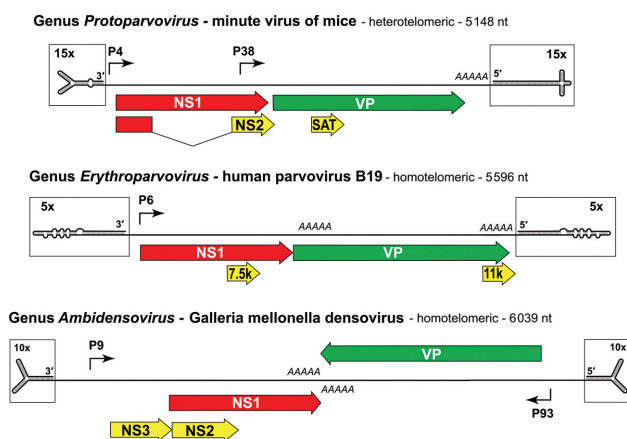 Genus Protoparvovirus - minute virus of mice - heterotelomeric - 5148 nt
15x 3′ P4 P38 AAAAA 5′ 15x
NS1 VP
NS2 SAT
Genus Erythroparvovirus - human parvovirus B19 - homotelomeric - 5596 nt
5x 3′ P6 AAAAA AAAAA 5′ 5x
NS1 VP
7.5k 11k
Genus Ambidensovirus - Galleria mellonella densovirus - homotelomeric - 6039 nt
10x 3′ P9 AAAAA VP 5′ 10x
NS1 AAAAA P93
NS3 NS2